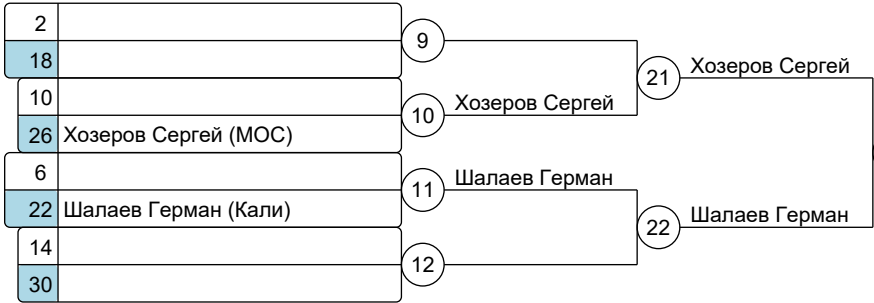 2
9
18
21 Хозеров Сергей
10
10 Хозеров Сергей
26 Хозеров Сергей (МОС)
6
11 Шалаев Герман
22 Шалаев Герман (Кали)
22 Шалаев Герман
14
12
30